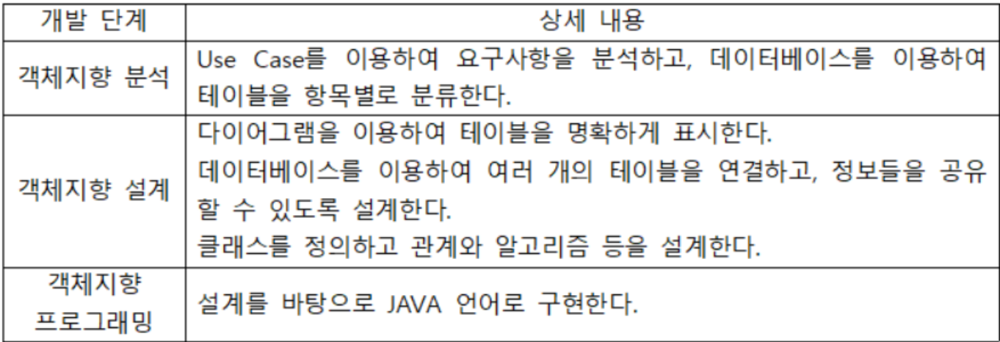 개발 단계 상세 내용
객체지향 분석
Use Case를 이용하여 요구사항을 분석하고, 데이터베이스를 이용하여
테이블을 항목별로 분류한다.
객체지향 설계
다이어그램을 이용하여 테이블을 명확하게 표시한다.
데이터베이스를 이용하여 여러 개의 테이블을 연결하고, 정보들을 공유
할 수 있도록 설계한다.
클래스를 정의하고 관계와 알고리즘 등을 설계한다.
객체지향
프로그래밍
설계를 바탕으로 JAVA 언어로 구현한다.